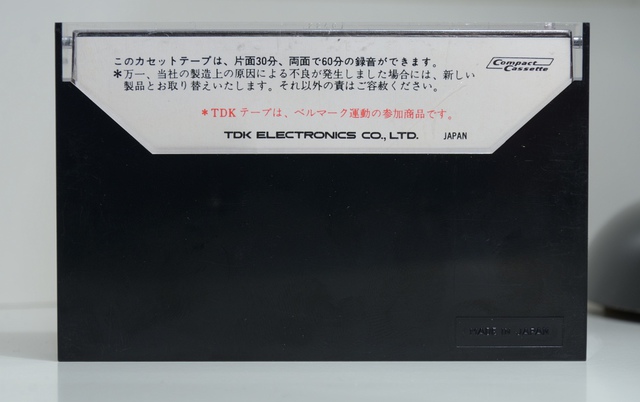 このカセットテープは、片面30分、両面で60分の録音ができます。
Compact Cassette
＊万一、当社の製造上の原因による不良が発生しました場合には、新しい
製品とお取り替えいたします。それ以外の責はご容赦ください。
＊TDKテープは、ベルマーク運動の参加商品です。
TDK ELECTRONICS CO., LTD. JAPAN
MADE IN JAPAN